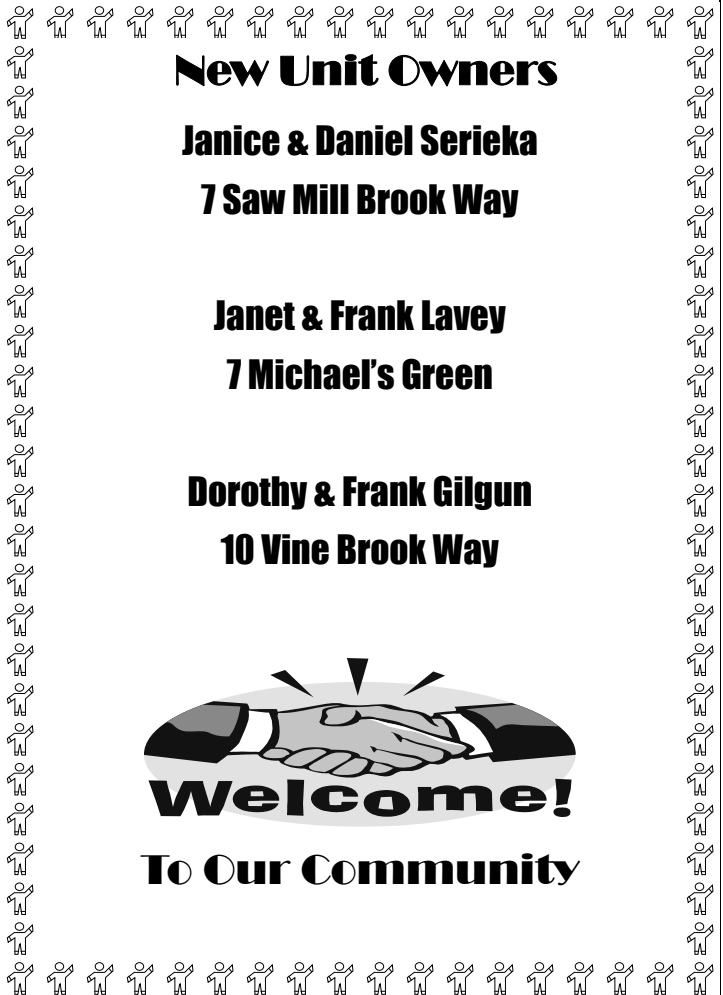 New Unit Owners
Janice & Daniel Serieka
7 Saw Mill Brook Way
Janet & Frank Lavey
7 Michael’s Green
Dorothy & Frank Gilgun
10 Vine Brook Way
Welcome!
To Our Community